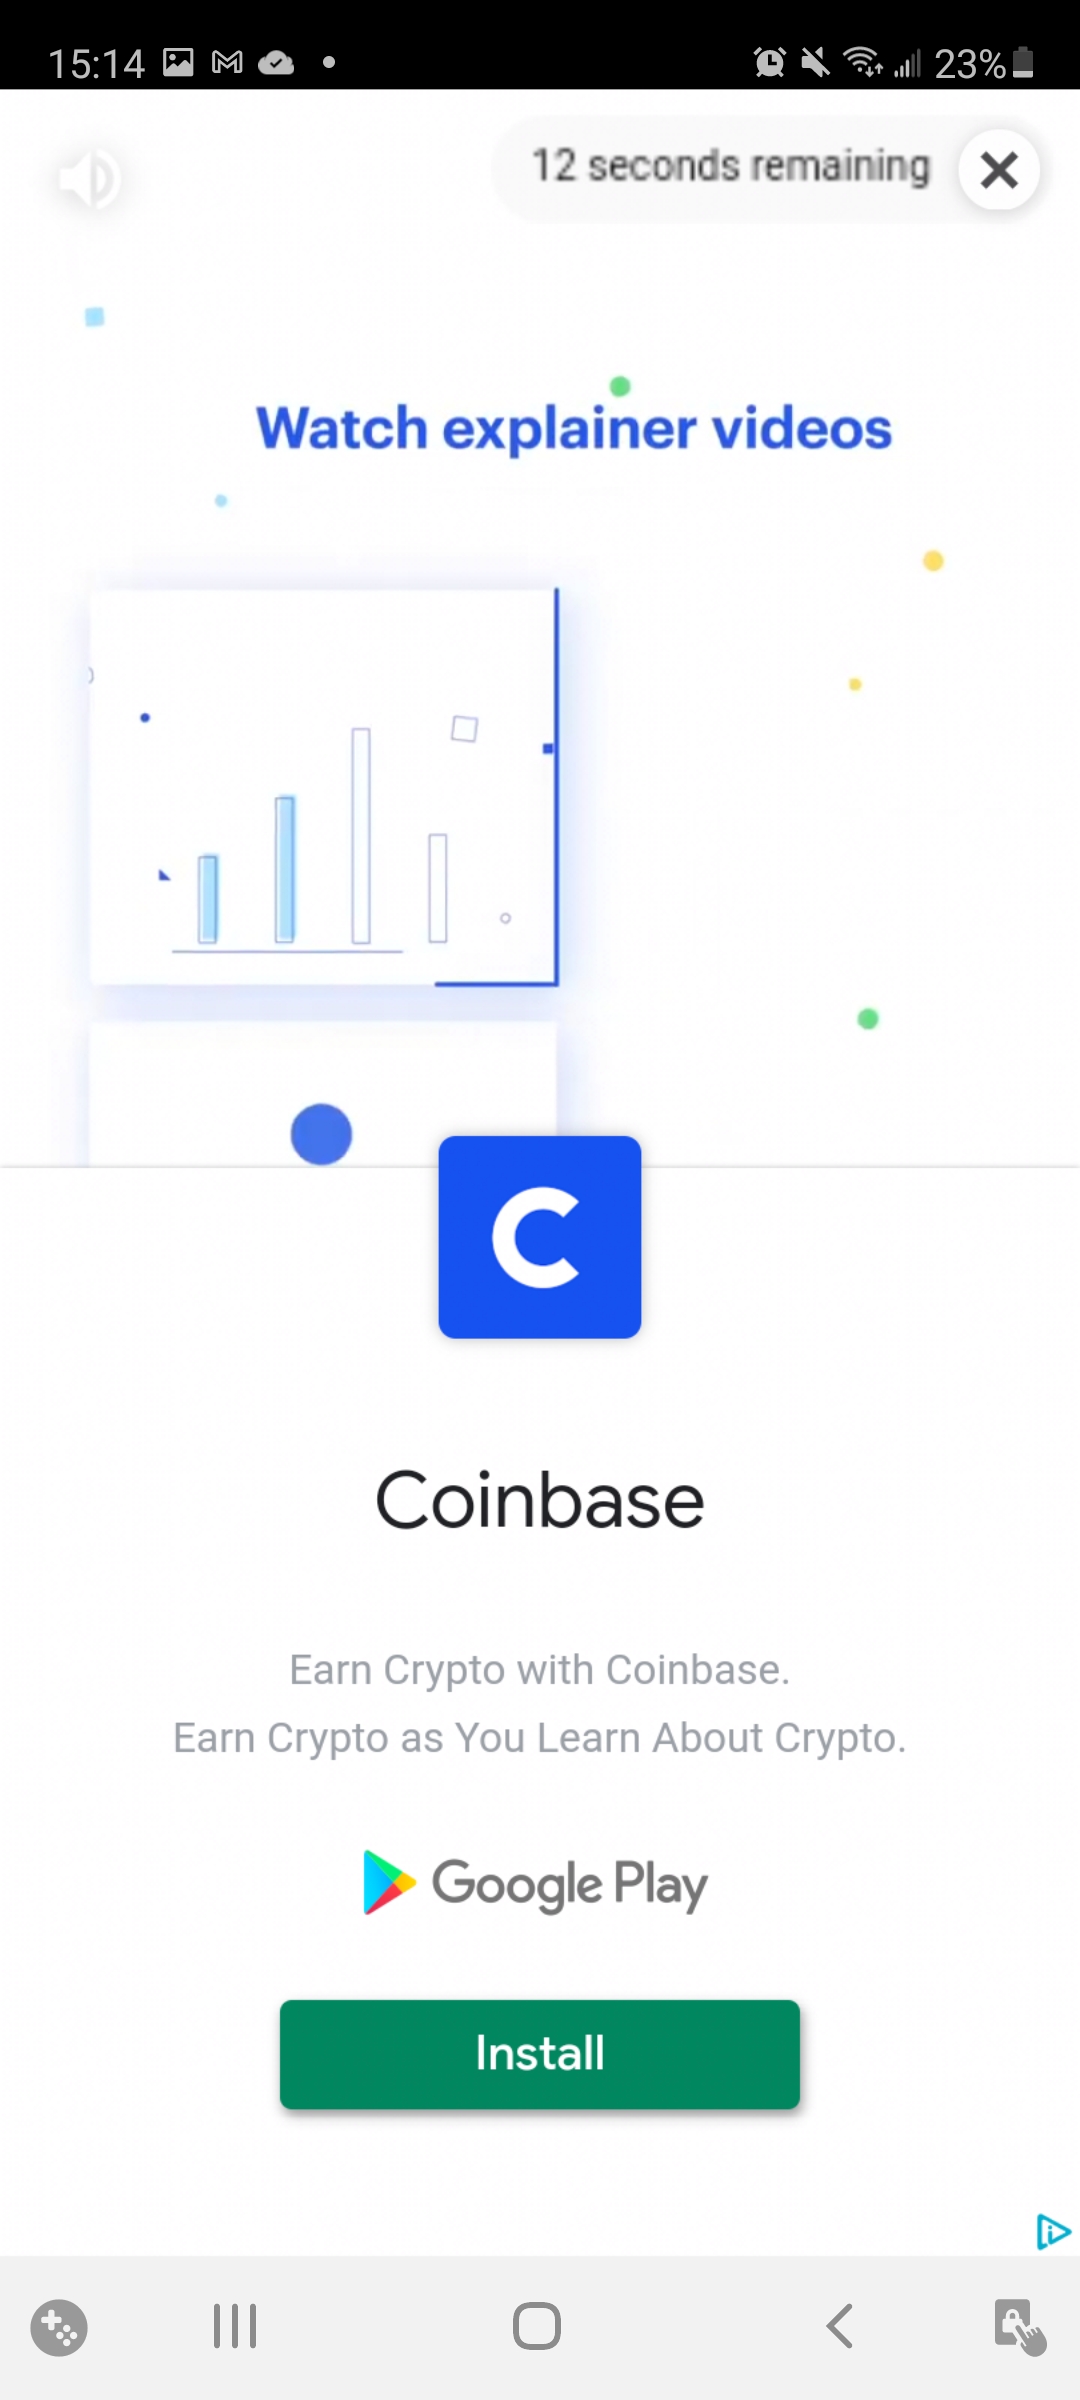 15:14
23%
12 seconds remaining
Watch explainer videos
Coinbase
Earn Crypto with Coinbase.
Earn Crypto as You Learn About Crypto.
Google Play
Install